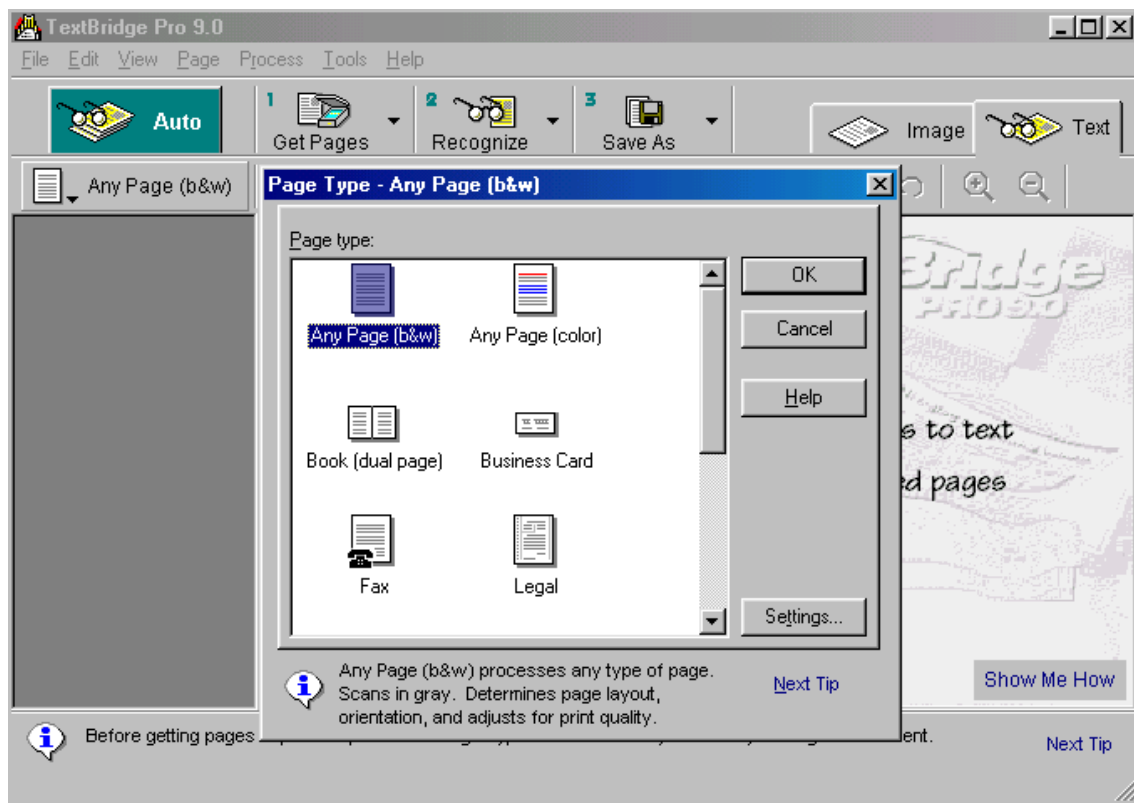 TextBridge Pro 9.0
File Edit View Page Process Tools Help
Auto
1 Get Pages
2 Recognize
3 Save As
Image
Text
Any Page (b&w)
Page Type - Any Page (b&w)
Page type:
Any Page (b&w) Any Page (color)
Book (dual page) Business Card
Fax Legal
OK
Cancel
Help
Settings...
Any Page (b&w) processes any type of page.
Scans in gray. Determines page layout,
orientation, and adjusts for print quality.
Next Tip
Bridge
PRO 9.0
to text
pages
Show Me How
Before getting pages
Next Tip